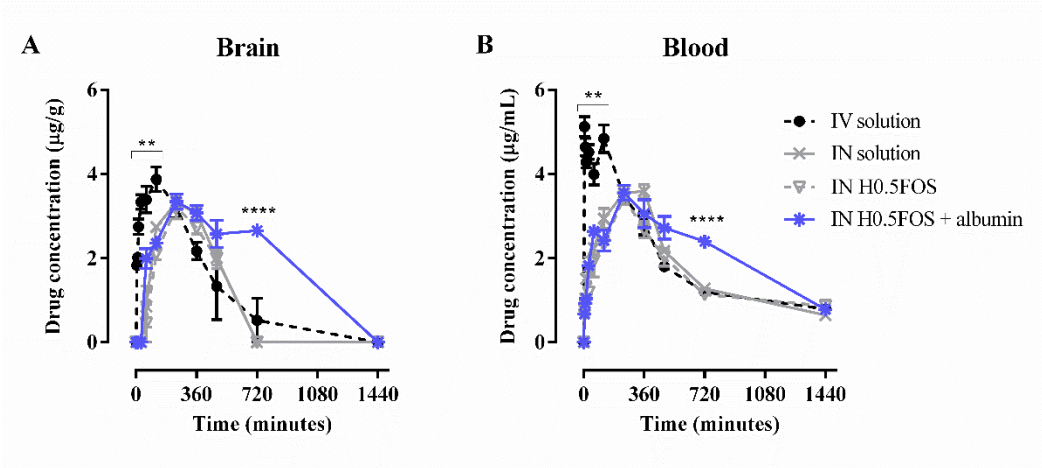 A
Brain
Drug concentration (µg/g)
6
4
2
0
**
****
0 360 720 1080 1440
Time (minutes)
B
Blood
Drug concentration (µg/mL)
6
4
2
0
**
****
0 360 720 1080 1440
Time (minutes)
IV solution
IN solution
IN H0.5FOS
IN H0.5FOS + albumin